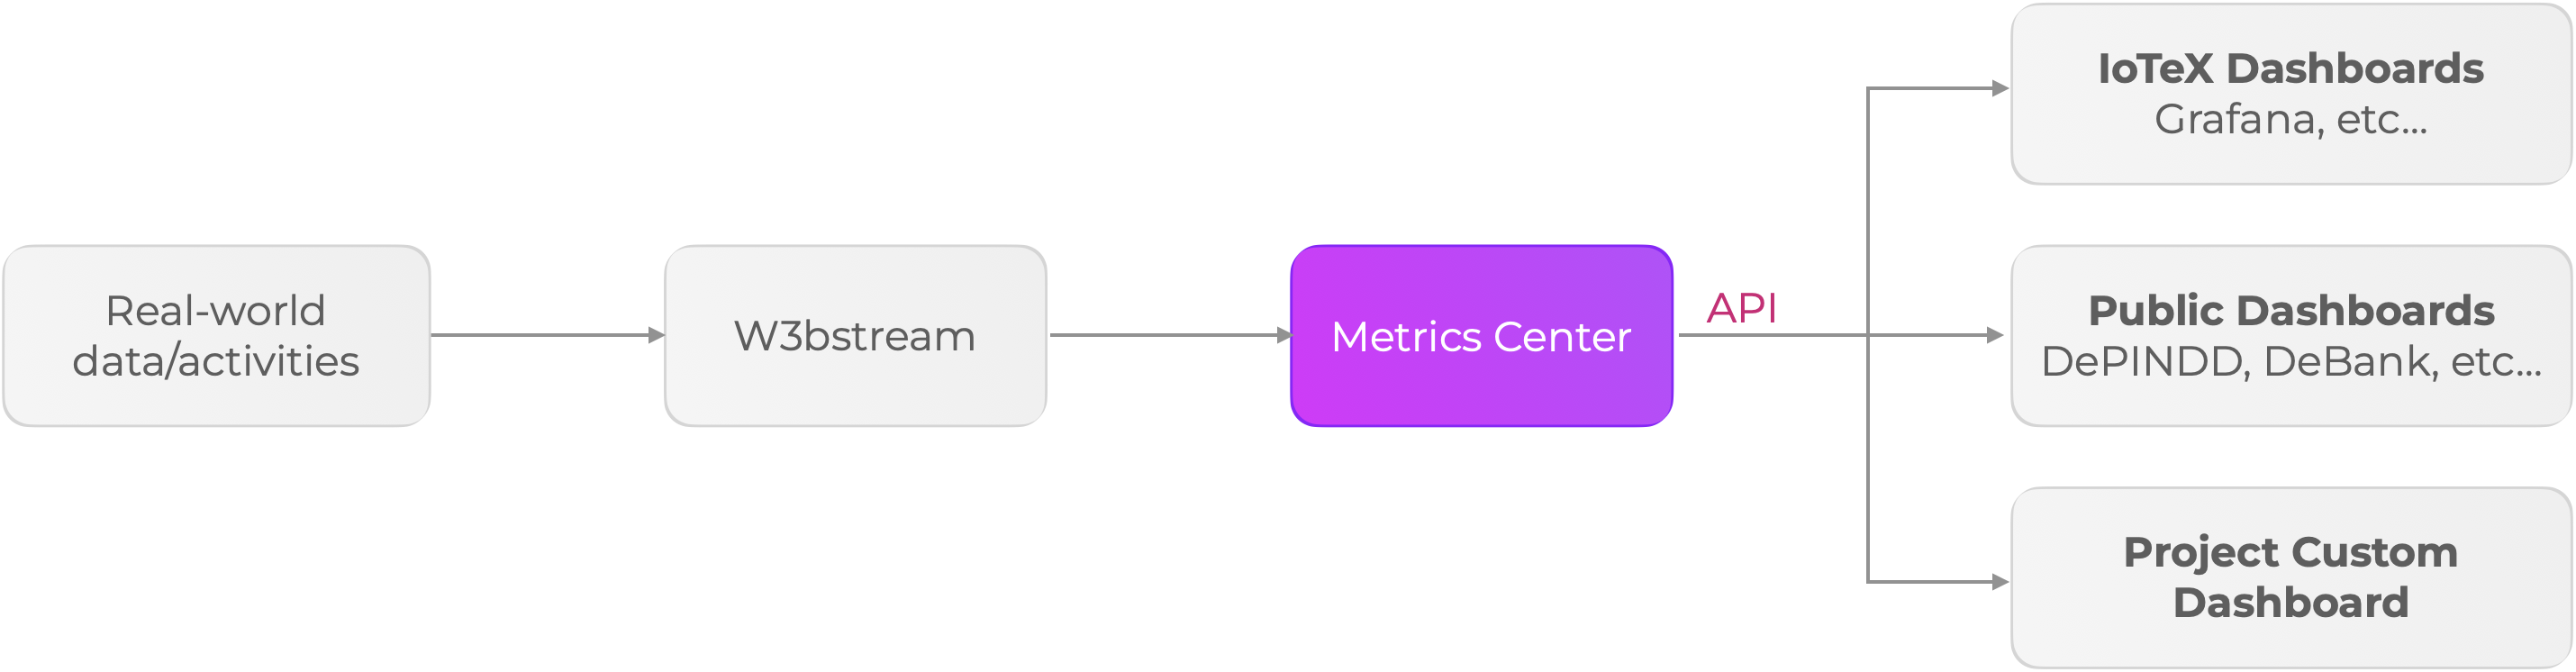 Real-world
data/activities
W3bstream
Metrics Center
API
IoTeX Dashboards
Grafana, etc...
Public Dashboards
DePINDD, DeBank, etc...
Project Custom
Dashboard